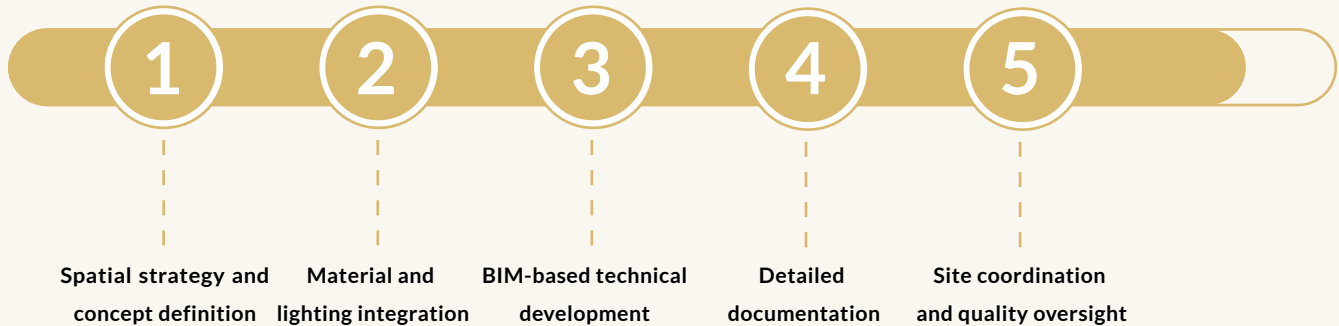 1
2
3
4
5
Spatial strategy and
concept definition
Material and
lighting integration
BIM-based technical
development
Detailed
documentation
Site coordination
and quality oversight